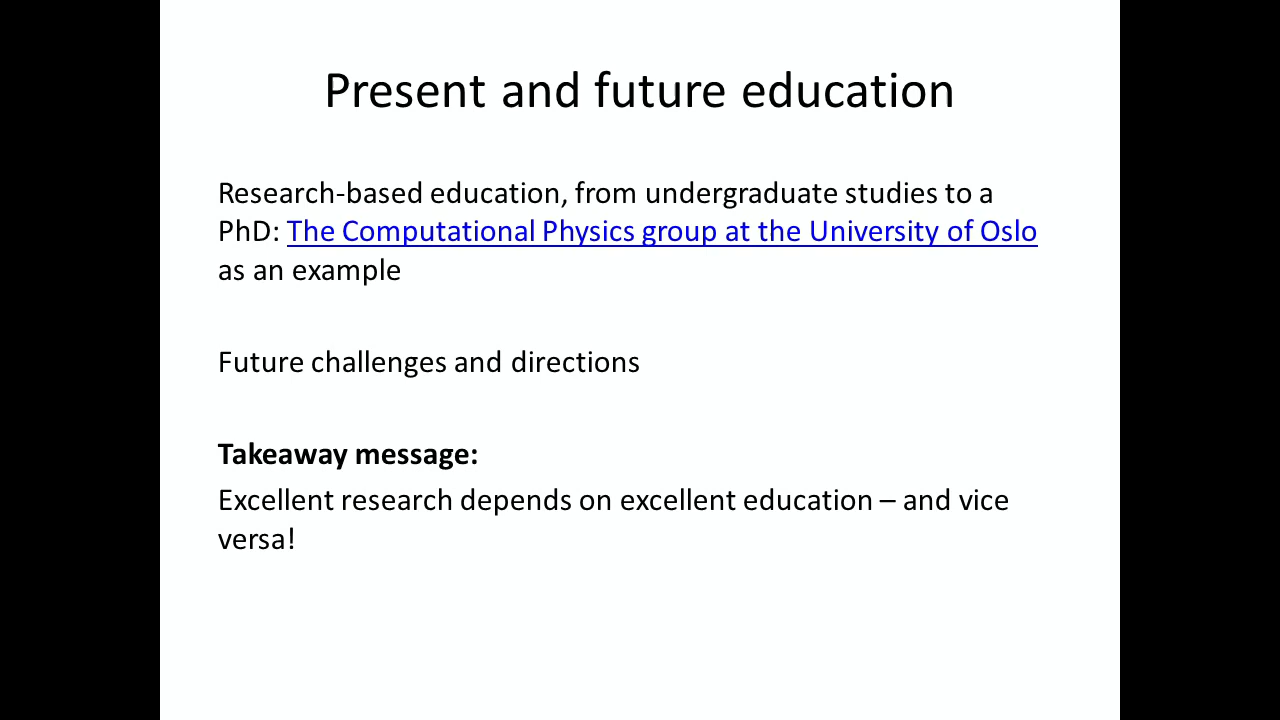 Present and future education
Research-based education, from undergraduate studies to a
PhD: The Computational Physics group at the University of Oslo
as an example
Future challenges and directions
Takeaway message:
Excellent research depends on excellent education – and vice
versa!